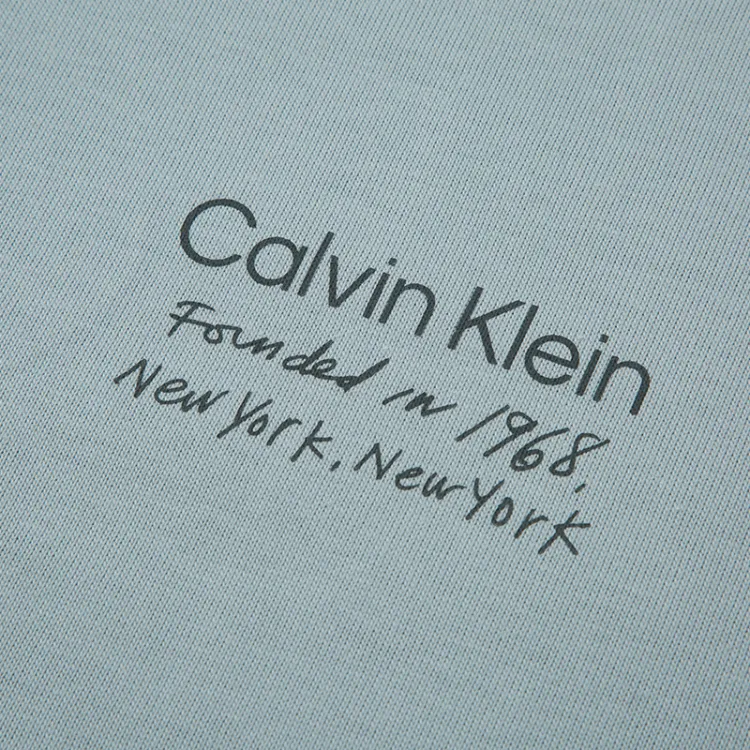 Calvin Klein
Founded in 1968,
New York, New York